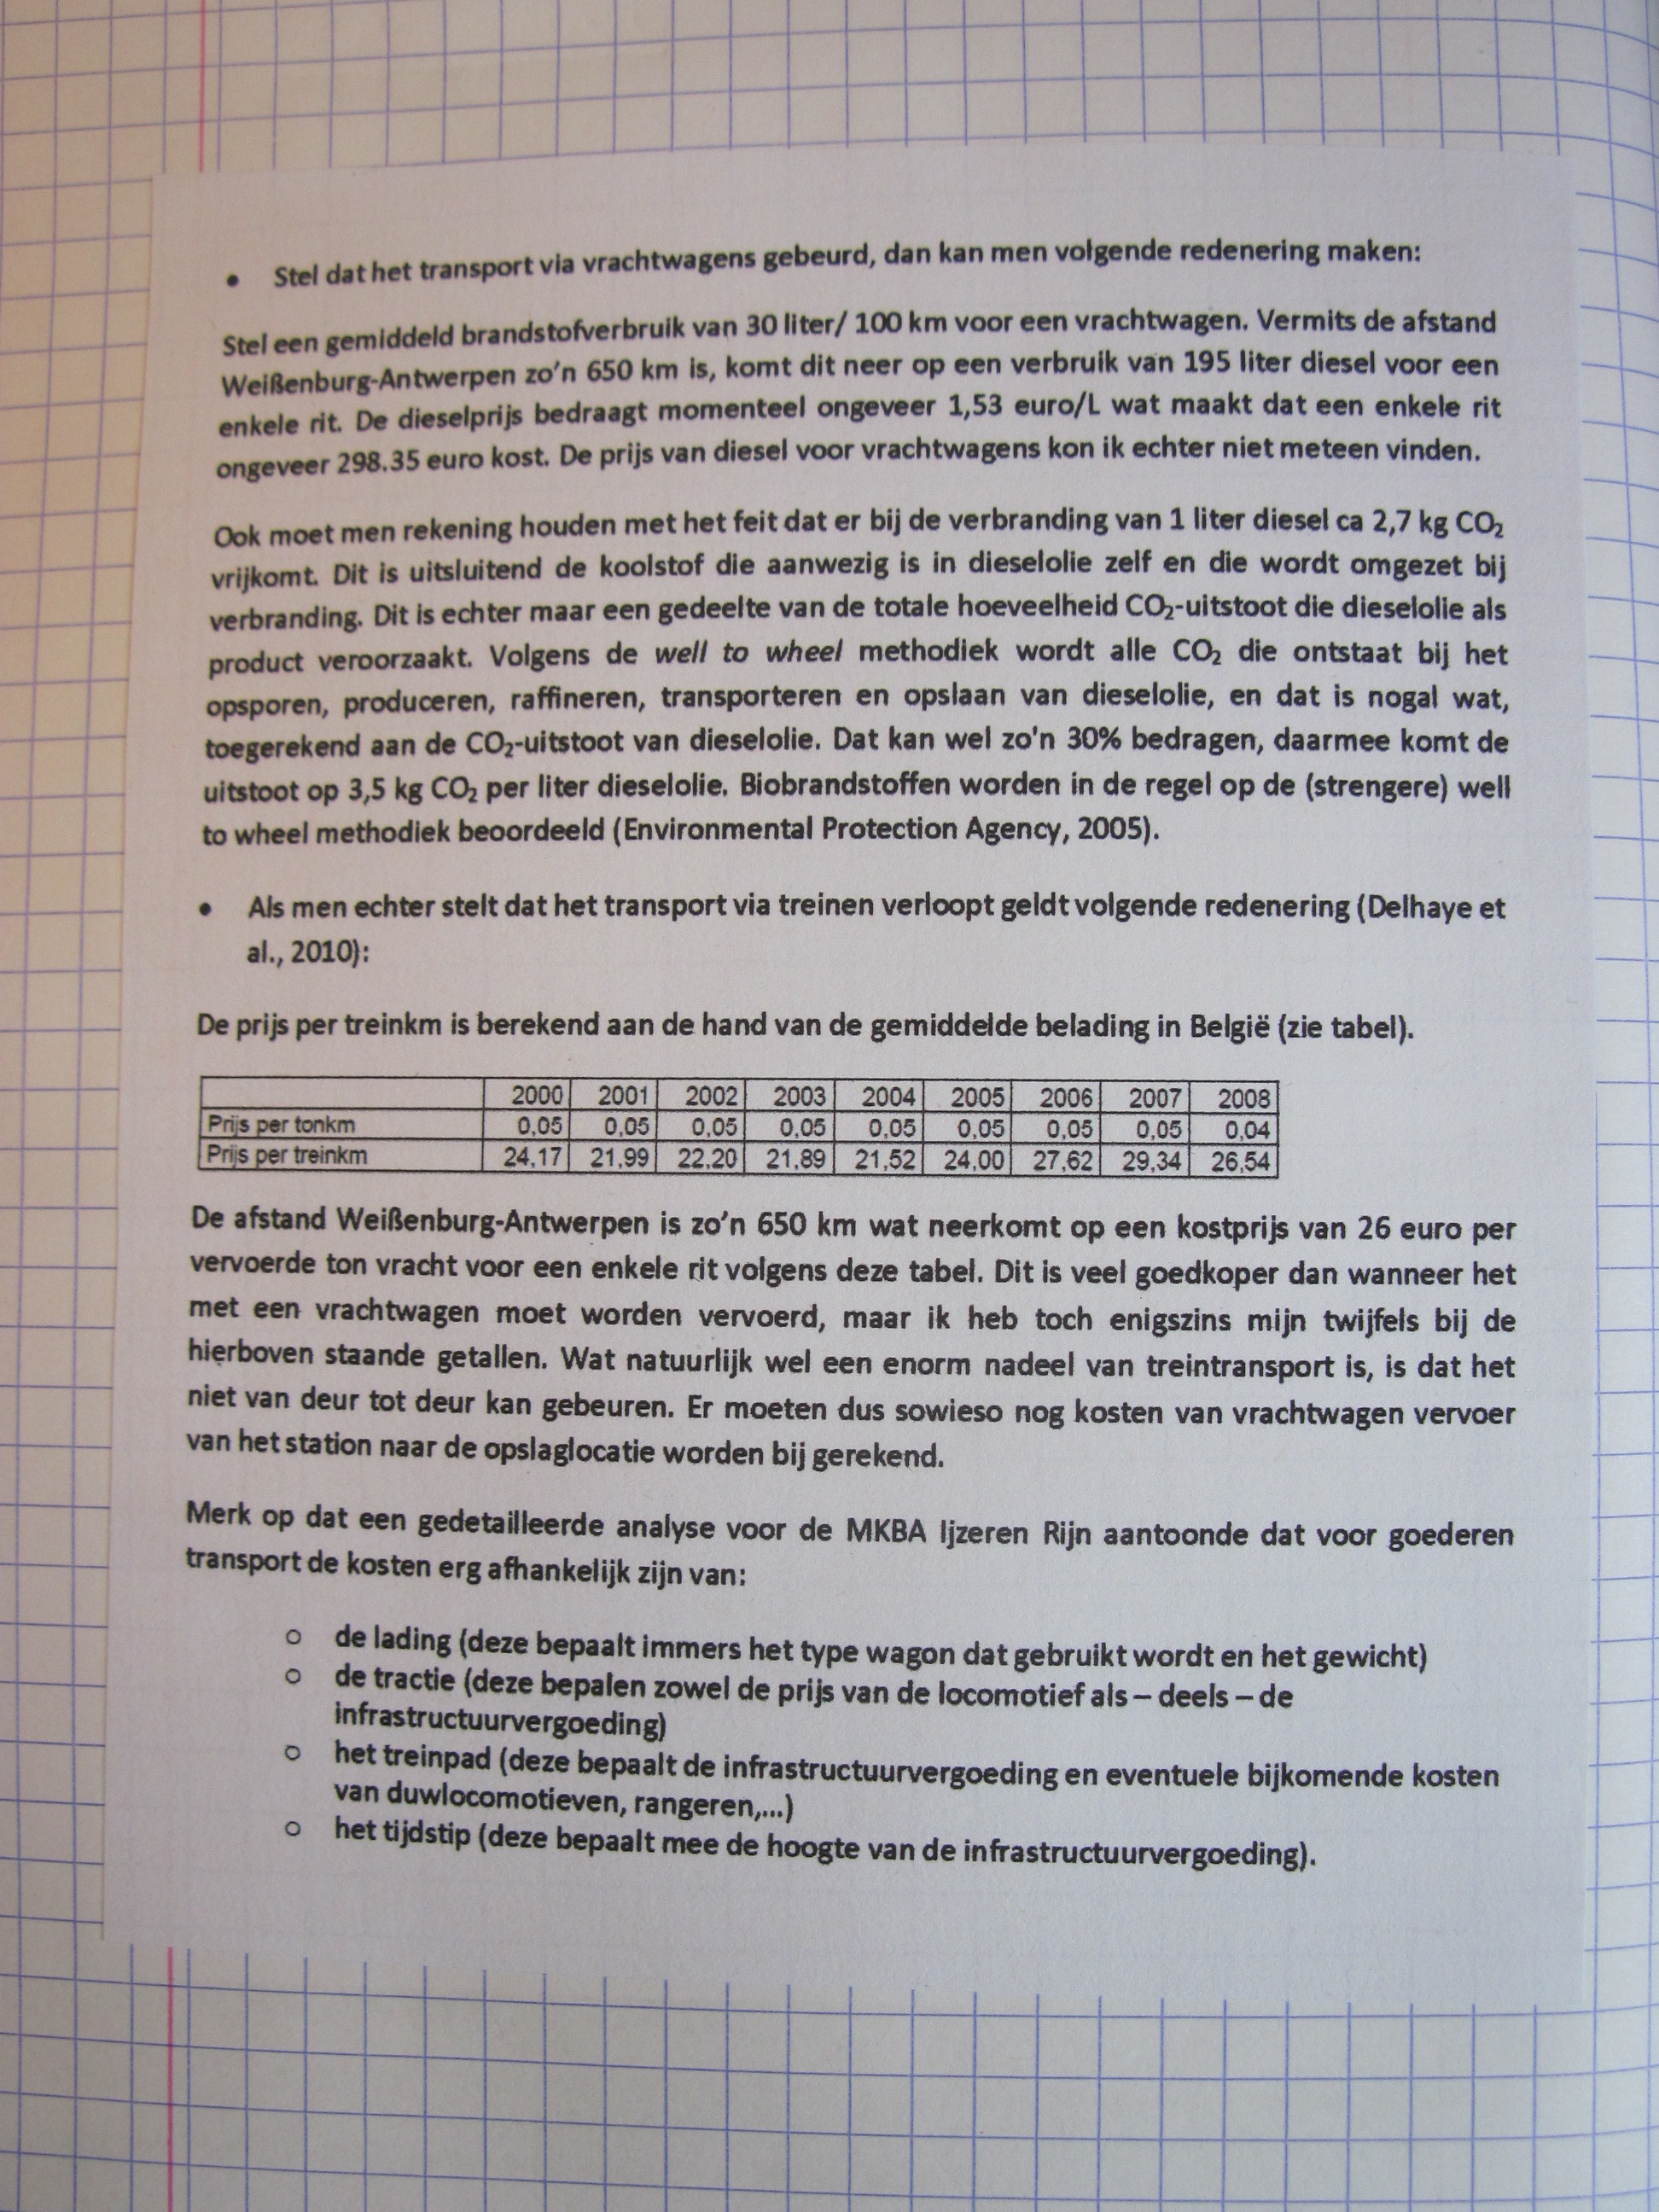 • Stel dat het transport via vrachtwagens gebeurd, dan kan men volgende redenering maken:
Stel een gemiddeld brandstofverbruik van 30 liter/ 100 km voor een vrachtwagen. Vermits de afstand
Weißenburg-Antwerpen zo'n 650 km is, komt dit neer op een verbruik van 195 liter diesel voor een
enkele rit. De dieselprijs bedraagt momenteel ongeveer 1,53 euro/L wat maakt dat een enkele rit
ongeveer 298.35 euro kost. De prijs van diesel voor vrachtwagens kon ik echter niet meteen vinden.
Ook moet men rekening houden met het feit dat er bij de verbranding van 1 liter diesel ca 2,7 kg CO₂
vrijkomt. Dit is uitsluitend de koolstof die aanwezig is in dieselolie zelf en die wordt omgezet bij
verbranding. Dit is echter maar een gedeelte van de totale hoeveelheid CO₂-uitstoot die dieselolie als
product veroorzaakt. Volgens de well to wheel methodiek wordt alle CO₂ die ontstaat bij het
opsporen, produceren, raffineren, transporteren en opslaan van dieselolie, en dat is nogal wat,
toegerekend aan de CO₂-uitstoot van dieselolie. Dat kan wel zo'n 30% bedragen, daarmee komt de
uitstoot op 3,5 kg CO₂ per liter dieselolie. Biobrandstoffen worden in de regel op de (strengere) well
to wheel methodiek beoordeeld (Environmental Protection Agency, 2005).
• Als men echter stelt dat het transport via treinen verloopt geldt volgende redenering (Delhaye et
al., 2010):
De prijs per treinkm is berekend aan de hand van de gemiddelde belading in België (zie tabel).
2000 2001 2002 2003 2004 2005 2006 2007 2008
Prijs per tonkm 0,05 0,05 0,05 0,05 0,05 0,05 0,05 0,05 0,04
Prijs per treinkm 24,17 21,99 22,20 21,89 21,52 24,00 27,62 29,34 26,54
De afstand Weißenburg-Antwerpen is zo'n 650 km wat neerkomt op een kostprijs van 26 euro per
vervoerde ton vracht voor een enkele rit volgens deze tabel. Dit is veel goedkoper dan wanneer het
met een vrachtwagen moet worden vervoerd, maar ik heb toch enigszins mijn twijfels bij de
hierboven staande getallen. Wat natuurlijk wel een enorm nadeel van treintransport is, is dat het
niet van deur tot deur kan gebeuren. Er moeten dus sowieso nog kosten van vrachtwagen vervoer
van het station naar de opslaglocatie worden bij gerekend.
Merk op dat een gedetailleerde analyse voor de MKBA Ijzeren Rijn aantoonde dat voor goederen
transport de kosten erg afhankelijk zijn van:
o de lading (deze bepaalt immers het type wagon dat gebruikt wordt en het gewicht)
o de tractie (deze bepalen zowel de prijs van de locomotief als – deels – de
infrastructuurvergoeding)
o het treinpad (deze bepaalt de infrastructuurvergoeding en eventuele bijkomende kosten
van duwlocomotieven, rangeren,...)
o het tijdstip (deze bepaalt mee de hoogte van de infrastructuurvergoeding).